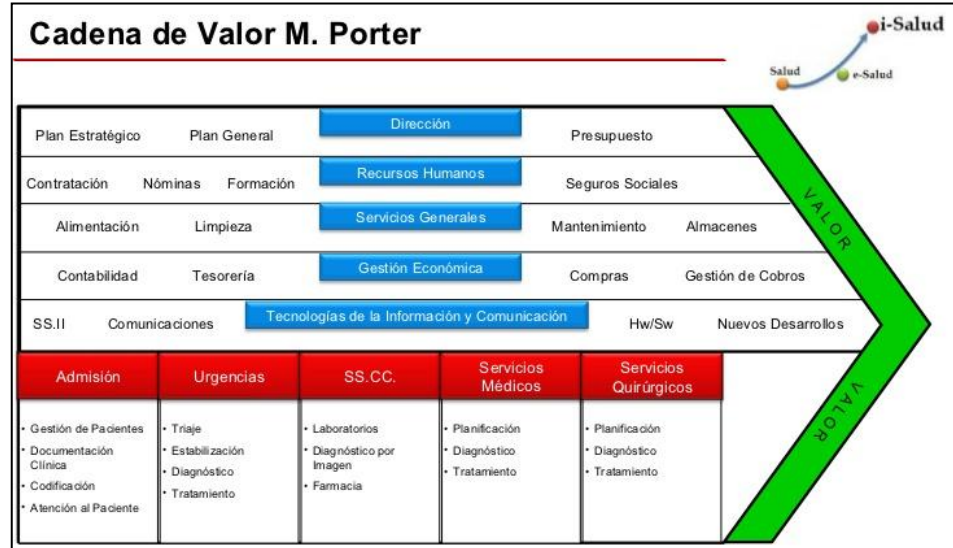 Cadena de Valor M. Porter
i-Salud
Salud
e-Salud
Plan Estratégico Plan General Dirección Presupuesto
Contratación Nóminas Formación Recursos Humanos Seguros Sociales
Alimentación Limpieza Servicios Generales Mantenimiento Almacenes
Contabilidad Tesorería Gestión Económica Compras Gestión de Cobros
SS.II Comunicaciones Tecnologías de la Información y Comunicación Hw/Sw Nuevos Desarrollos
VALOR
VALOR
Admisión
• Gestión de Pacientes
• Documentación
Clínica
• Codificación
• Atención al Paciente
Urgencias
• Triaje
• Estabilización
• Diagnóstico
• Tratamiento
SS.CC.
• Laboratorios
• Diagnóstico por
Imagen
• Farmacia
Servicios
Médicos
• Planificación
• Diagnóstico
• Tratamiento
Servicios
Quirúrgicos
• Planificación
• Diagnóstico
• Tratamiento